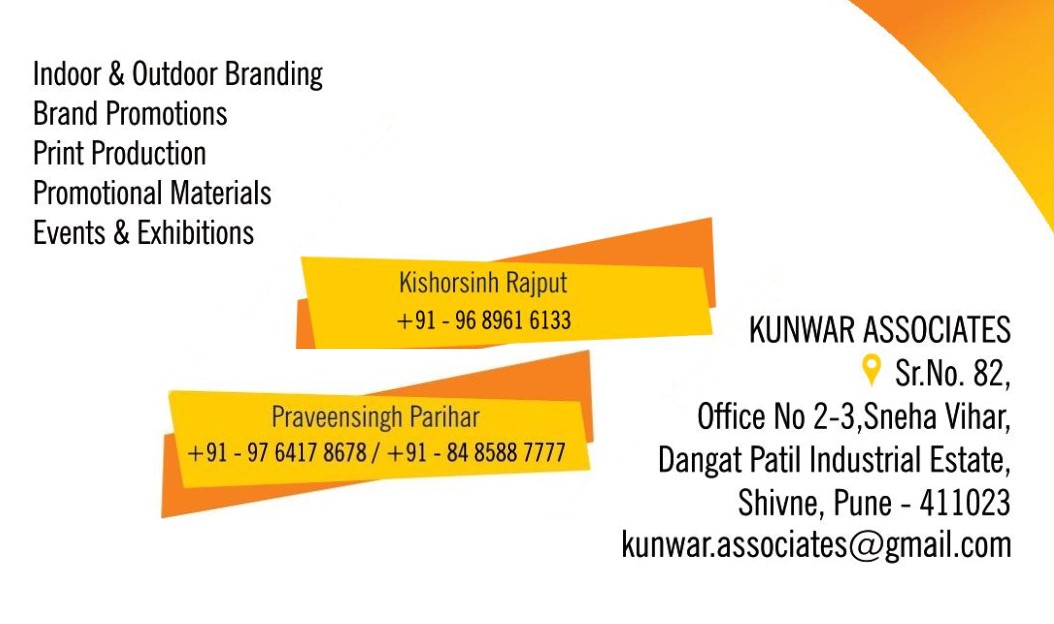 Indoor & Outdoor Branding
Brand Promotions
Print Production
Promotional Materials
Events & Exhibitions
Kishorsinh Rajput
+91 - 96 8961 6133
Praveensingh Parihar
+91 - 97 6417 8678 / +91 - 84 8588 7777
KUNWAR ASSOCIATES
Sr.No. 82,
Office No 2-3,Sneha Vihar,
Dangat Patil Industrial Estate,
Shivne, Pune - 411023
kunwar.associates@gmail.com